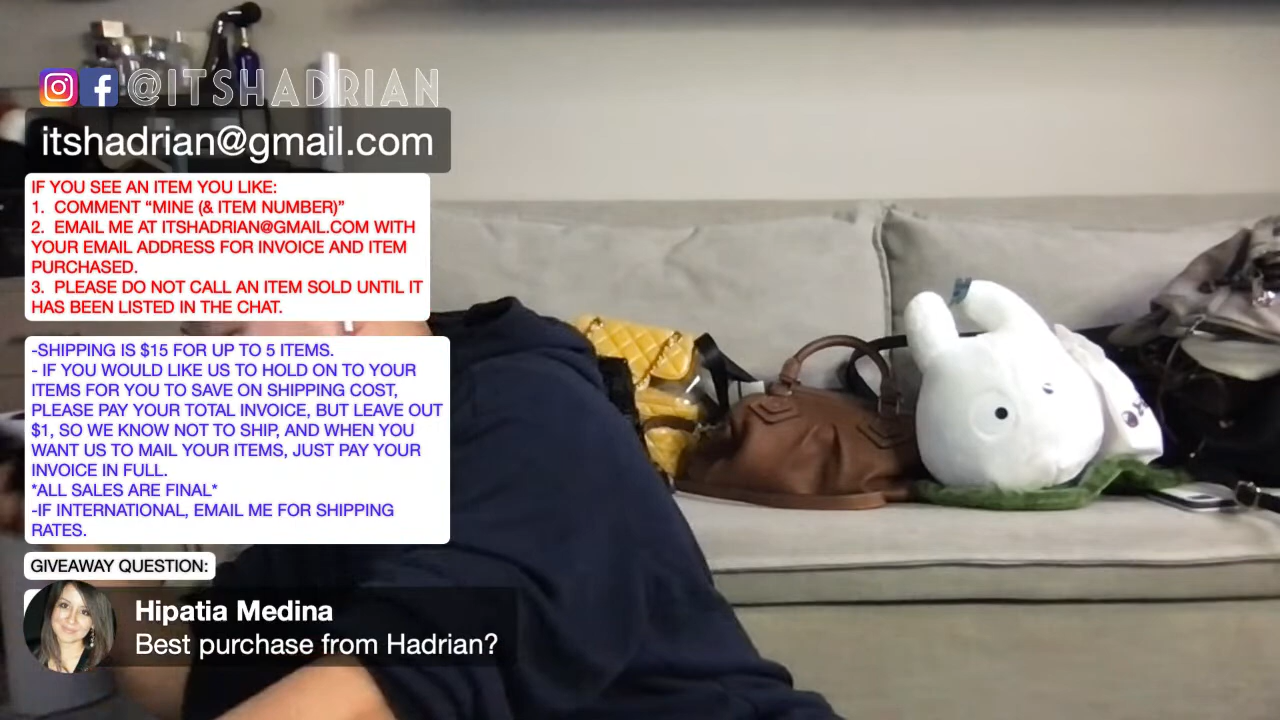 @ITSHADRIAN
itshadrian@gmail.com
IF YOU SEE AN ITEM YOU LIKE:
1. COMMENT “MINE (& ITEM NUMBER)”
2. EMAIL ME AT ITSHADRIAN@GMAIL.COM WITH
YOUR EMAIL ADDRESS FOR INVOICE AND ITEM
PURCHASED.
3. PLEASE DO NOT CALL AN ITEM SOLD UNTIL IT
HAS BEEN LISTED IN THE CHAT.
-SHIPPING IS $15 FOR UP TO 5 ITEMS.
- IF YOU WOULD LIKE US TO HOLD ON TO YOUR
ITEMS FOR YOU TO SAVE ON SHIPPING COST,
PLEASE PAY YOUR TOTAL INVOICE, BUT LEAVE OUT
$1, SO WE KNOW NOT TO SHIP, AND WHEN YOU
WANT US TO MAIL YOUR ITEMS, JUST PAY YOUR
INVOICE IN FULL.
*ALL SALES ARE FINAL*
-IF INTERNATIONAL, EMAIL ME FOR SHIPPING
RATES.
GIVEAWAY QUESTION:
Hipatia Medina
Best purchase from Hadrian?